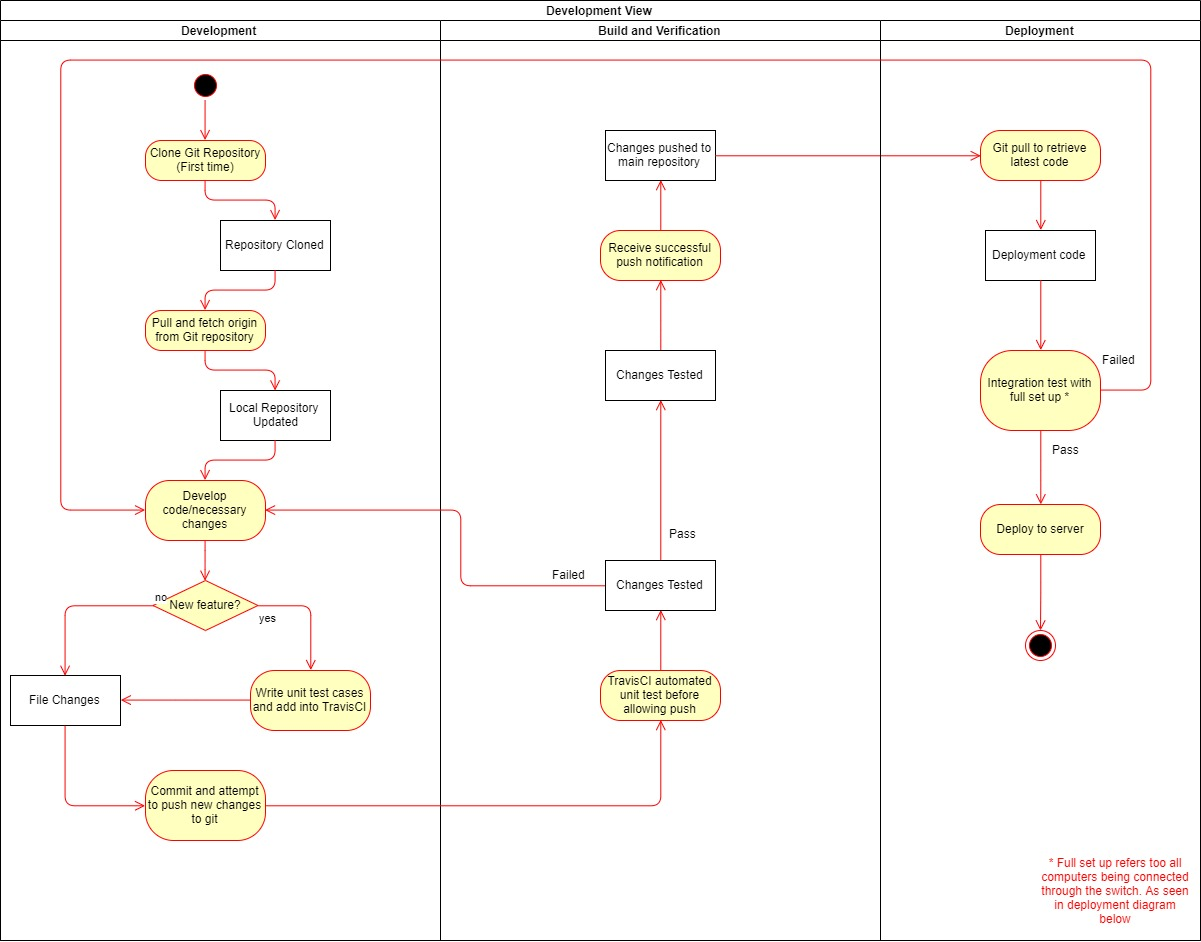 Development View
Development
Build and Verification
Deployment
Clone Git Repository
(First time)
Repository Cloned
Pull and fetch origin
from Git repository
Local Repository
Updated
Develop
code/necessary
changes
New feature?
no
yes
File Changes
Write unit test cases
and add into TravisCI
Commit and attempt
to push new changes
to git
Changes pushed to
main repository
Receive successful
push notification
Changes Tested
Pass
Failed
Changes Tested
TravisCI automated
unit test before
allowing push
Git pull to retrieve
latest code
Deployment code
Failed
Integration test with
full set up *
Pass
Deploy to server
* Full set up refers too all
computers being connected
through the switch. As seen
in deployment diagram
below